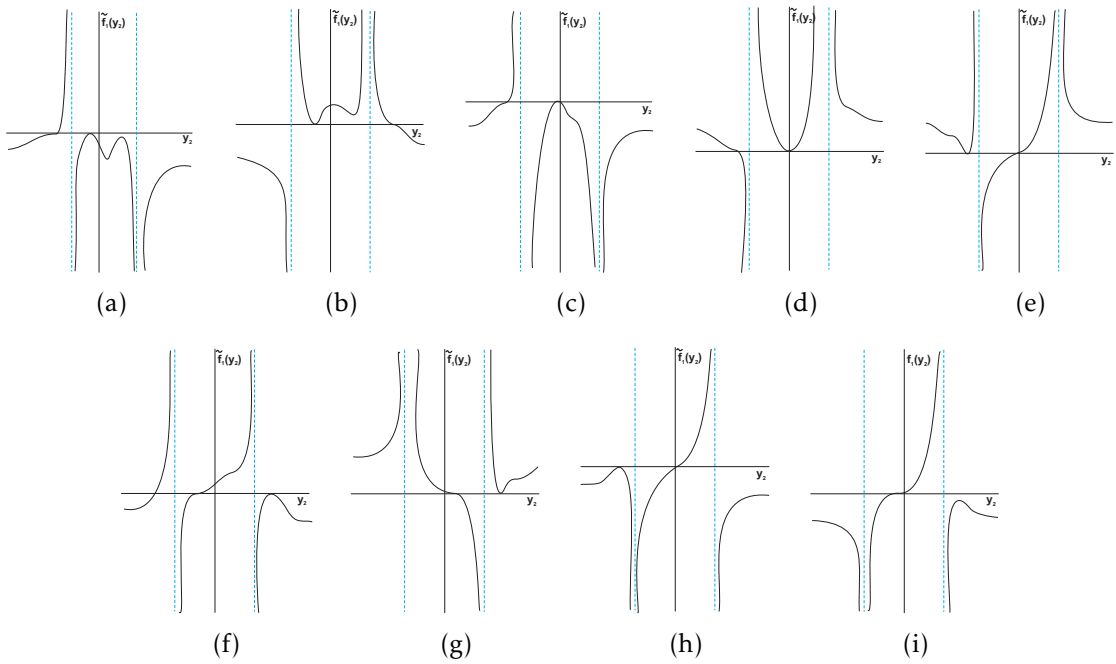 f̃₁(y₂)
y₂
(a)
f̃₁(y₂)
y₂
(b)
f̃₁(y₂)
y₂
(c)
f̃₁(y₂)
y₂
(d)
f̃₁(y₂)
y₂
(e)
f̃₁(y₂)
y₂
(f)
f̃₁(y₂)
y₂
(g)
f̃₁(y₂)
y₂
(h)
f₁(y₂)
y₂
(i)